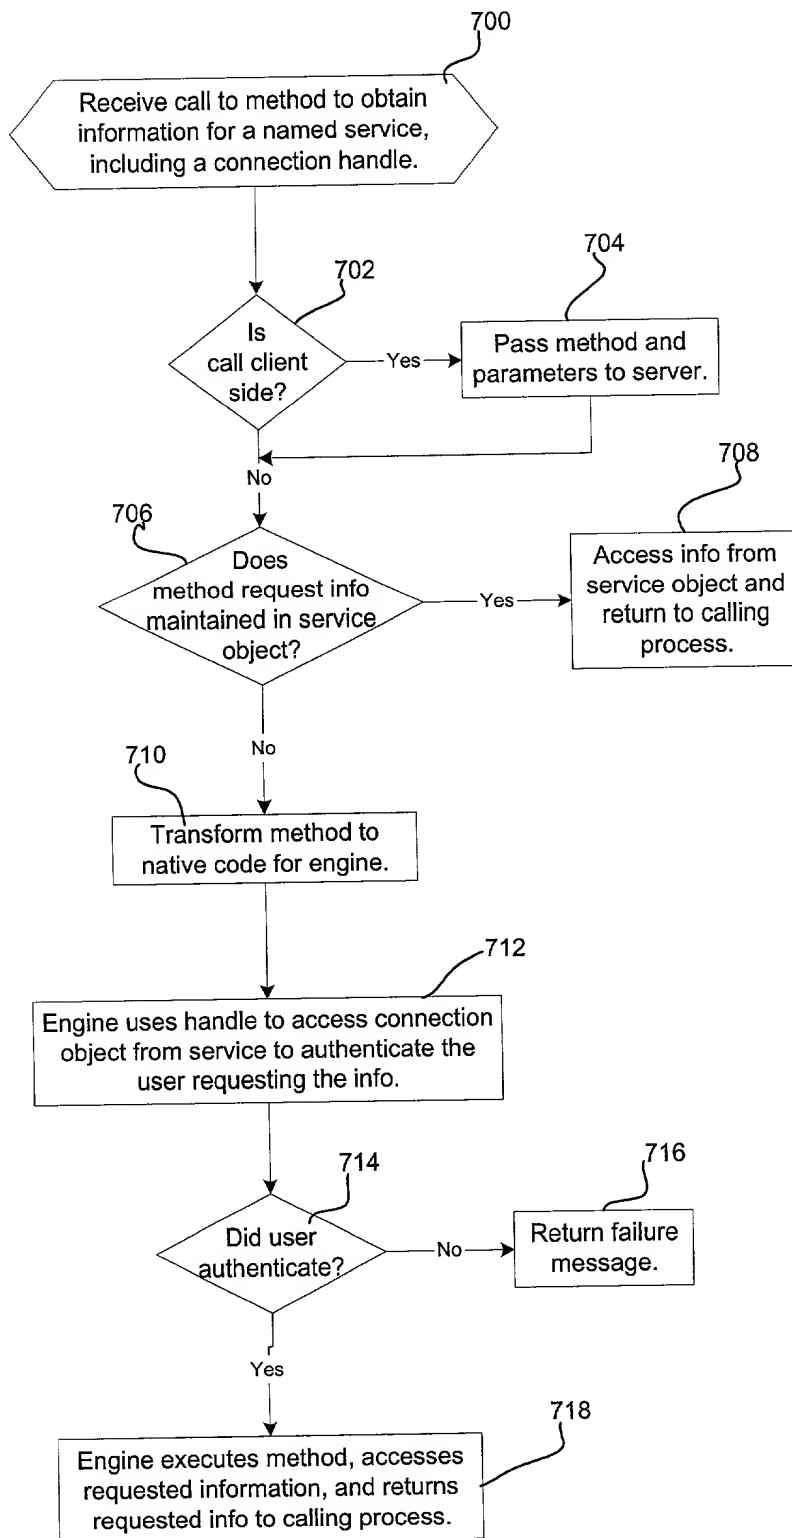 700
Receive call to method to obtain
information for a named service,
including a connection handle.
702
Is
call client
side?
Yes
704
Pass method and
parameters to server.
No
706
Does
method request info
maintained in service
object?
Yes
708
Access info from
service object and
return to calling
process.
No
710
Transform method to
native code for engine.
712
Engine uses handle to access connection
object from service to authenticate the
user requesting the info.
714
Did user
authenticate?
No
716
Return failure
message.
Yes
718
Engine executes method, accesses
requested information, and returns
requested info to calling process.